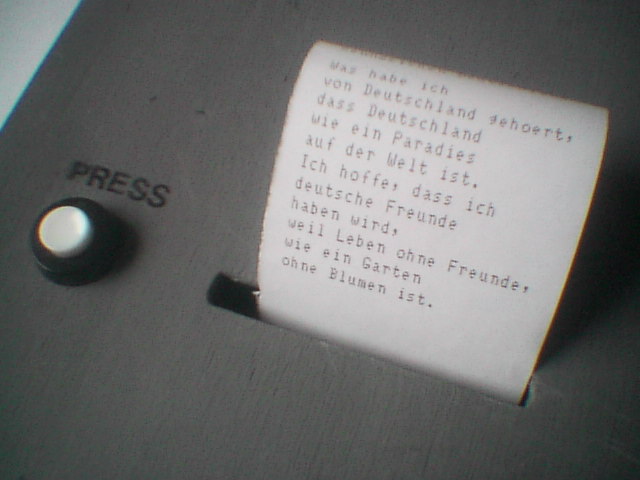 PRESS
Was habe ich
von Deutschland gehoert,
dass Deutschland
wie ein Paradies
auf der Welt ist.
Ich hoffe, dass ich
deutsche Freunde
haben wird,
weil Leben ohne Freunde,
wie ein Garten
ohne Blumen ist.